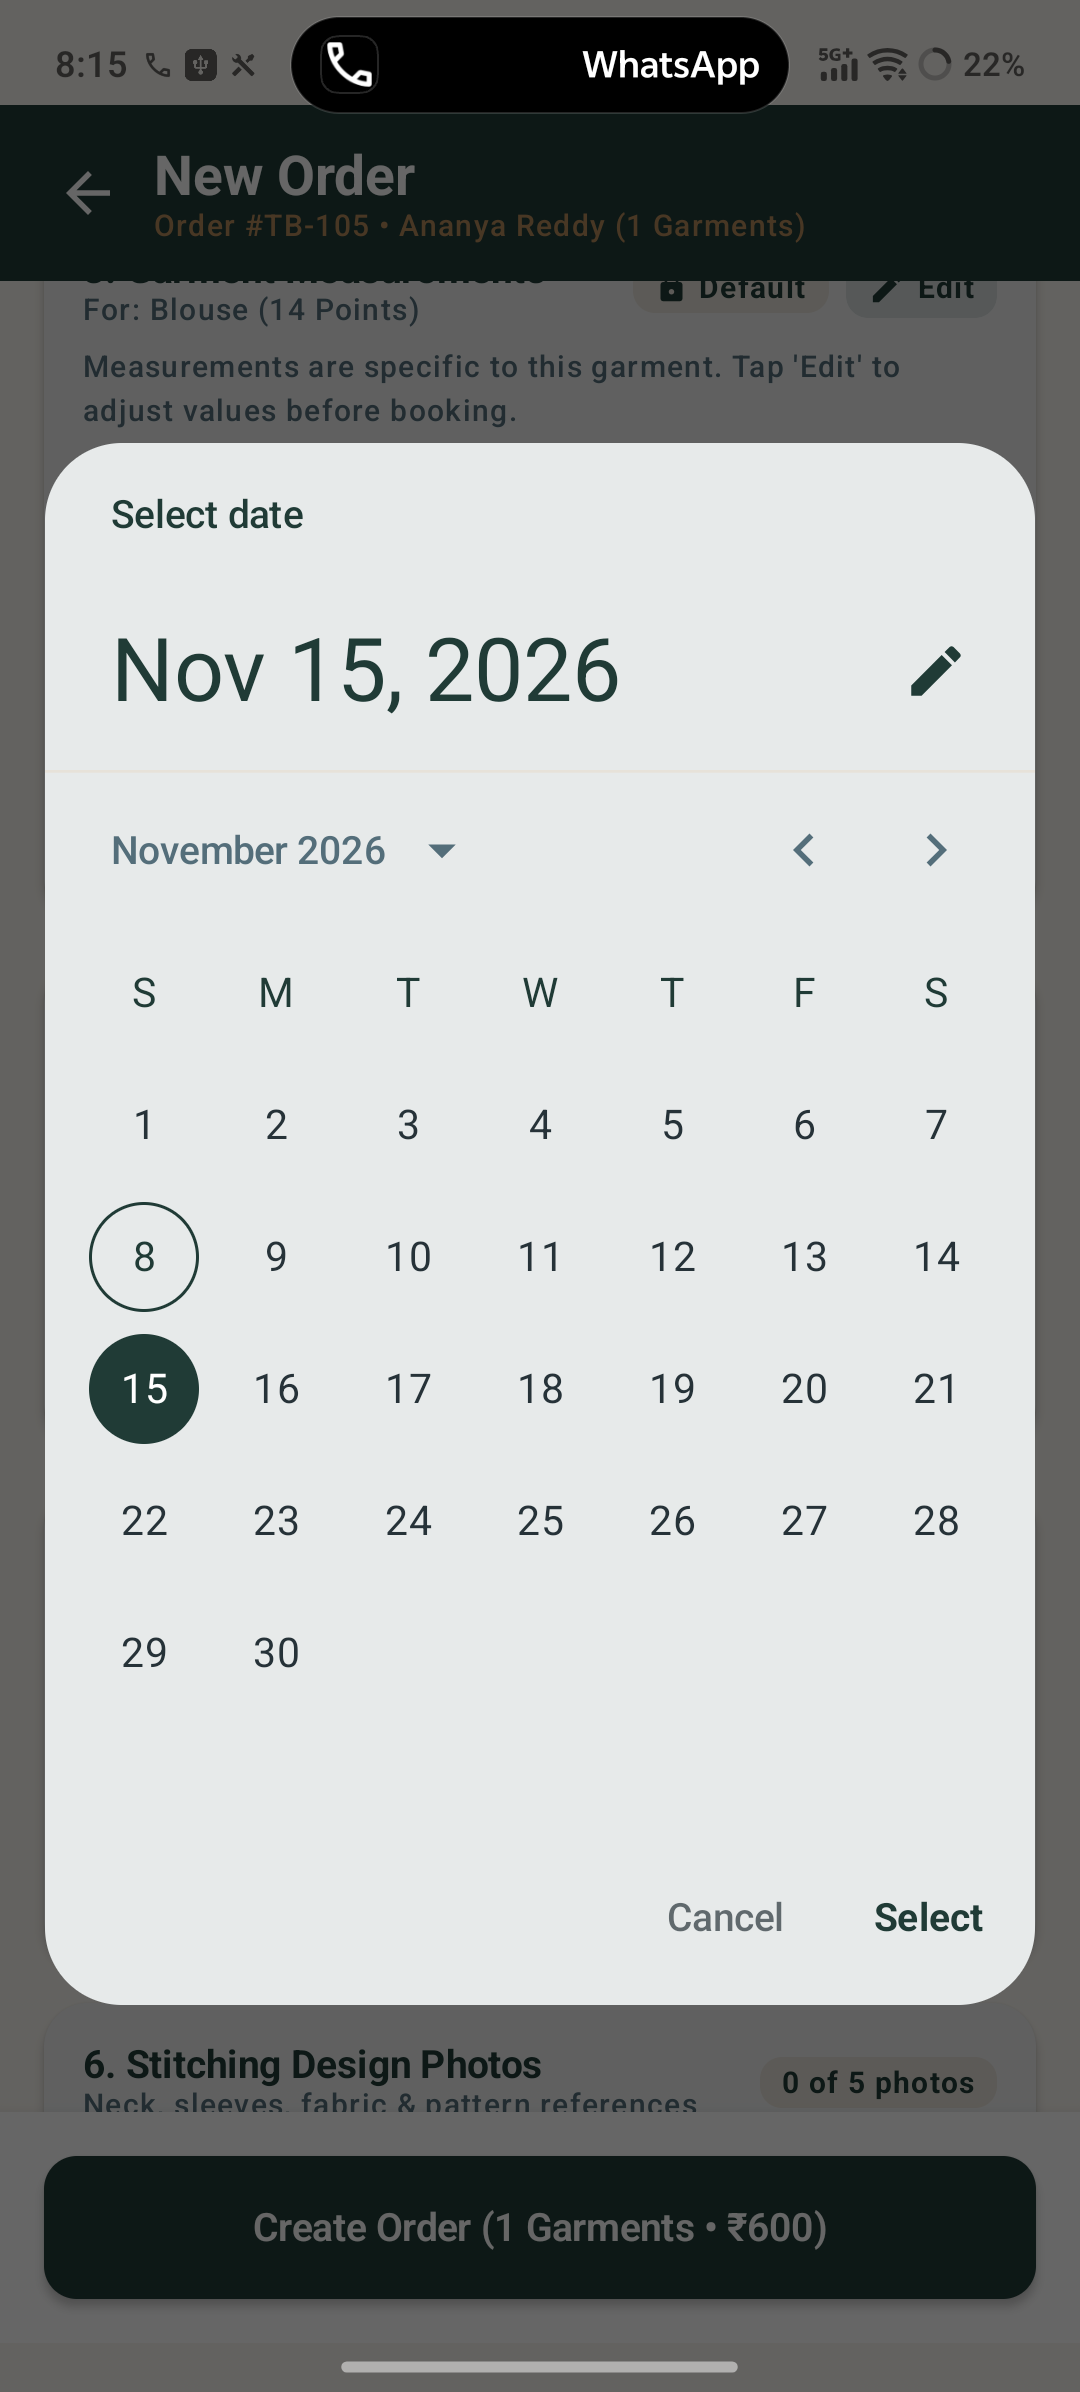 8:15
WhatsApp
5G+
22%
New Order
Order #TB-105 • Ananya Reddy (1 Garments)
Default
Edit
For: Blouse (14 Points)
Measurements are specific to this garment. Tap 'Edit' to
adjust values before booking.
Select date
Nov 15, 2026
November 2026
S M T W T F S
1 2 3 4 5 6 7
8 9 10 11 12 13 14
15 16 17 18 19 20 21
22 23 24 25 26 27 28
29 30
Cancel Select
6. Stitching Design Photos
0 of 5 photos
Neck, sleeves, fabric & pattern references
Create Order (1 Garments • ₹600)